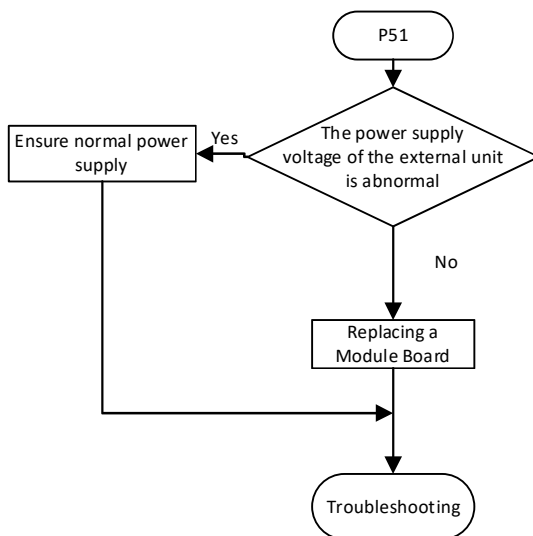 P51
The power supply
voltage of the external unit
is abnormal
Yes
Ensure normal power
supply
No
Replacing a
Module Board
Troubleshooting